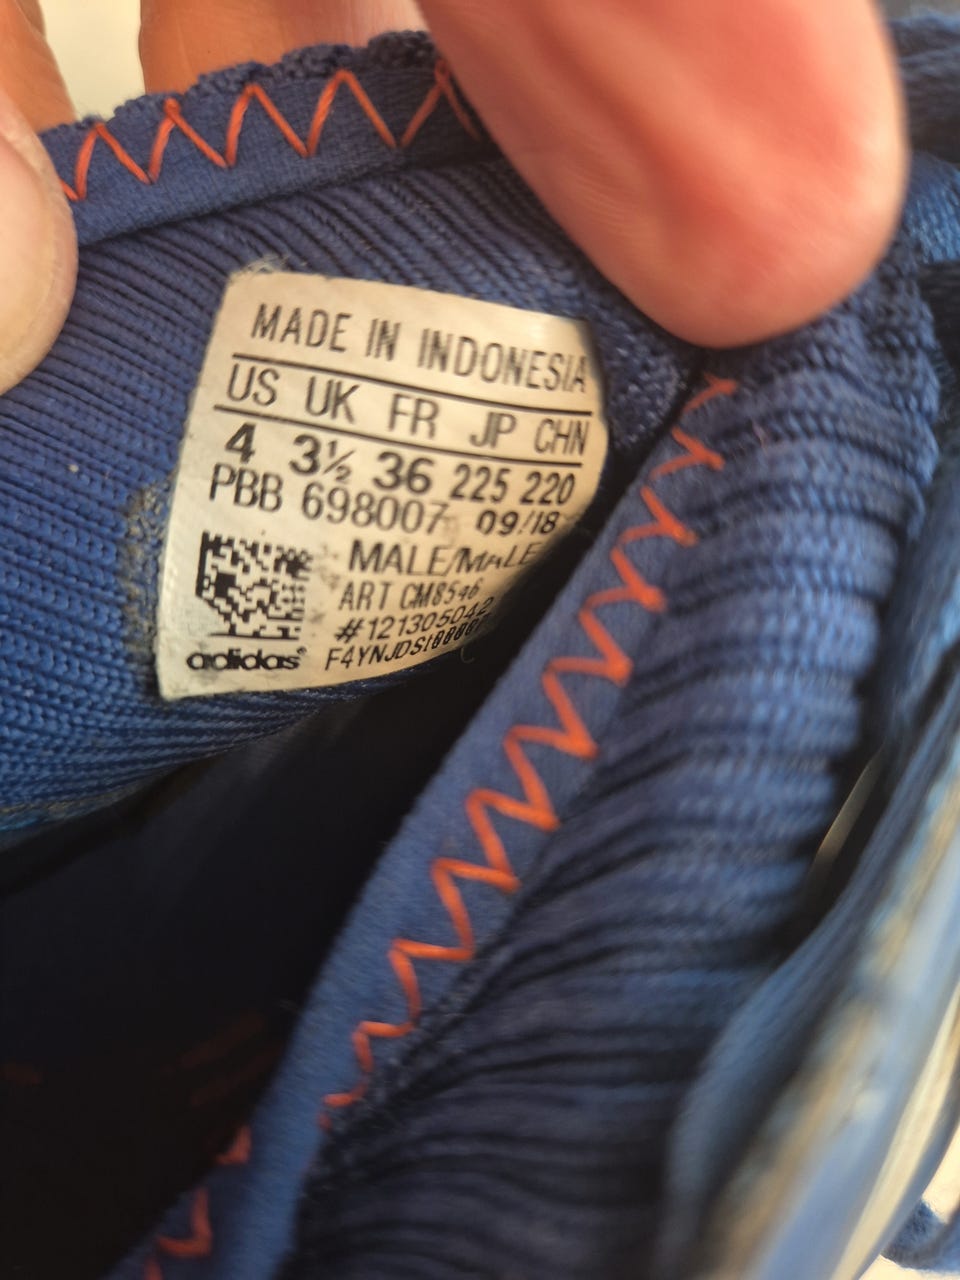 MADE IN INDONESIA
US UK FR JP CHN
4 3½ 36 225 220
PBB 698007 09/18
MALE/MALE
ART
#121305042
adidas